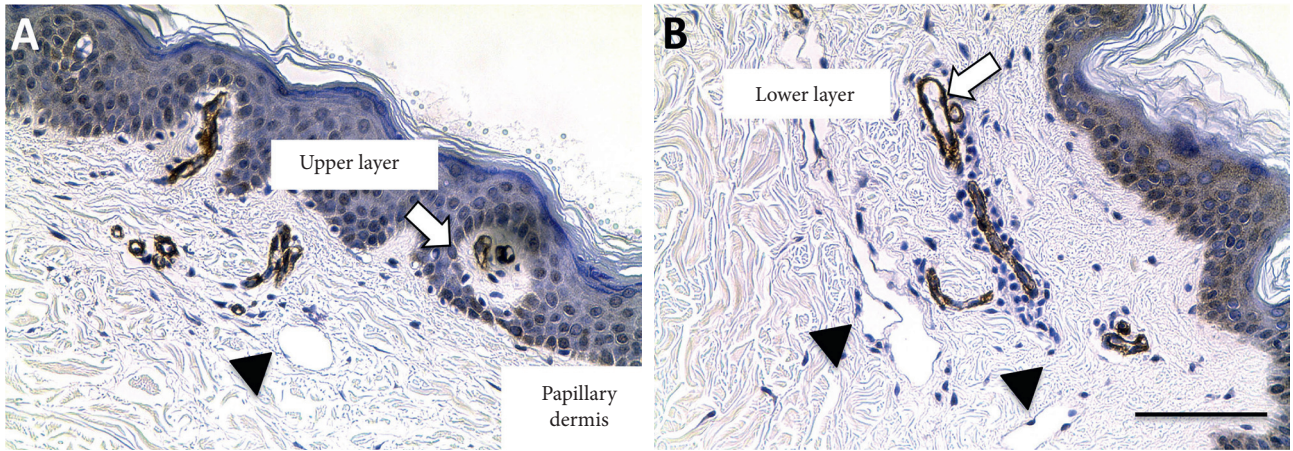 A
Upper layer
Papillary
dermis
B
Lower layer